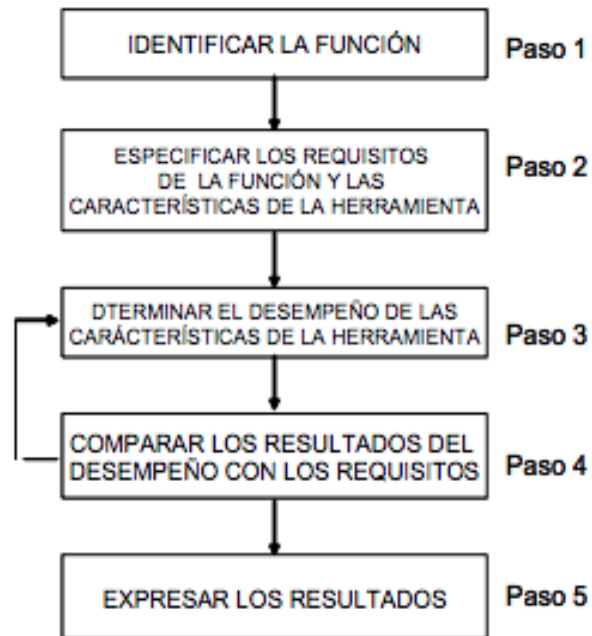 IDENTIFICAR LA FUNCIÓN
Paso 1
ESPECIFICAR LOS REQUISITOS
DE LA FUNCIÓN Y LAS
CARACTERÍSTICAS DE LA HERRAMIENTA
Paso 2
DTERMINAR EL DESEMPEÑO DE LAS
CARÁCTERÍSTICAS DE LA HERRAMIENTA
Paso 3
COMPARAR LOS RESULTADOS DEL
DESEMPEÑO CON LOS REQUISITOS
Paso 4
EXPRESAR LOS RESULTADOS
Paso 5